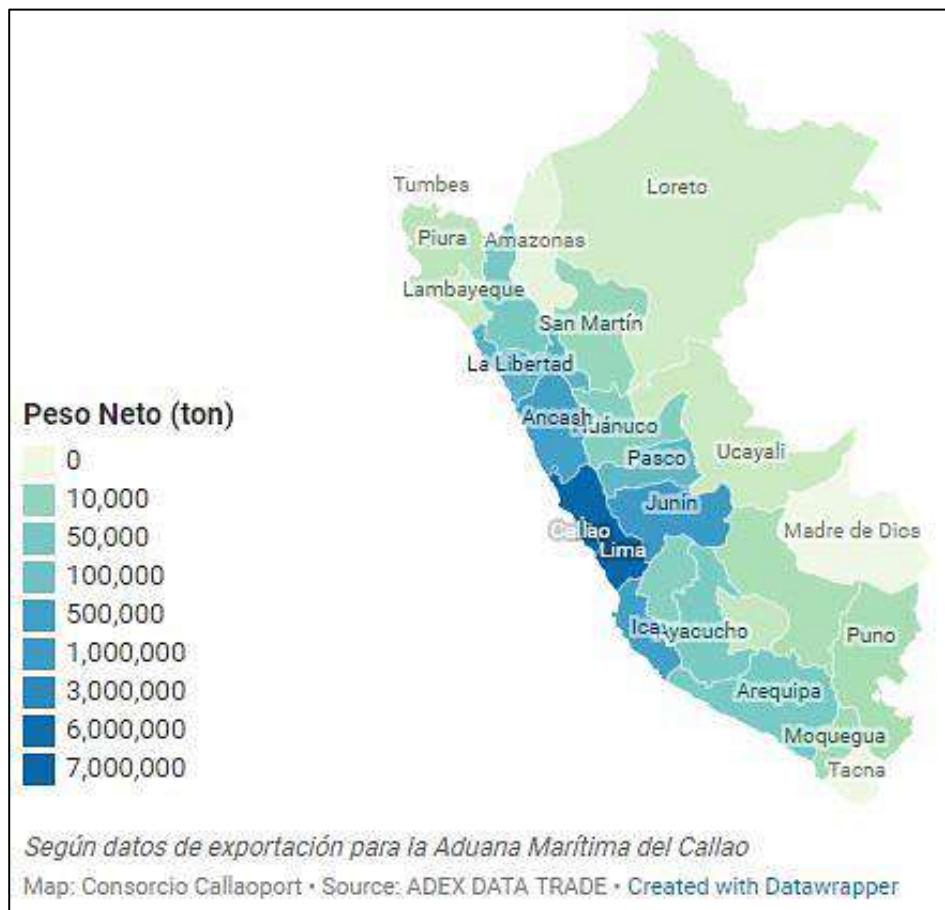 Tumbes
Loreto
Piura
Amazonas
Lambayeque
San Martín
La Libertad
Peso Neto (ton)
Ancash
Huánuco
0
Ucayali
Pasco
10,000
Junín
50,000
Callao
Madre de Dios
Lima
100,000
500,000
Ica
Ayacucho
Puno
1,000,000
3,000,000
Arequipa
6,000,000
Moquegua
7,000,000
Tacna
Según datos de exportación para la Aduana Marítima del Callao
Map: Consorcio Callaoport • Source: ADEX DATA TRADE • Created with Datawrapper